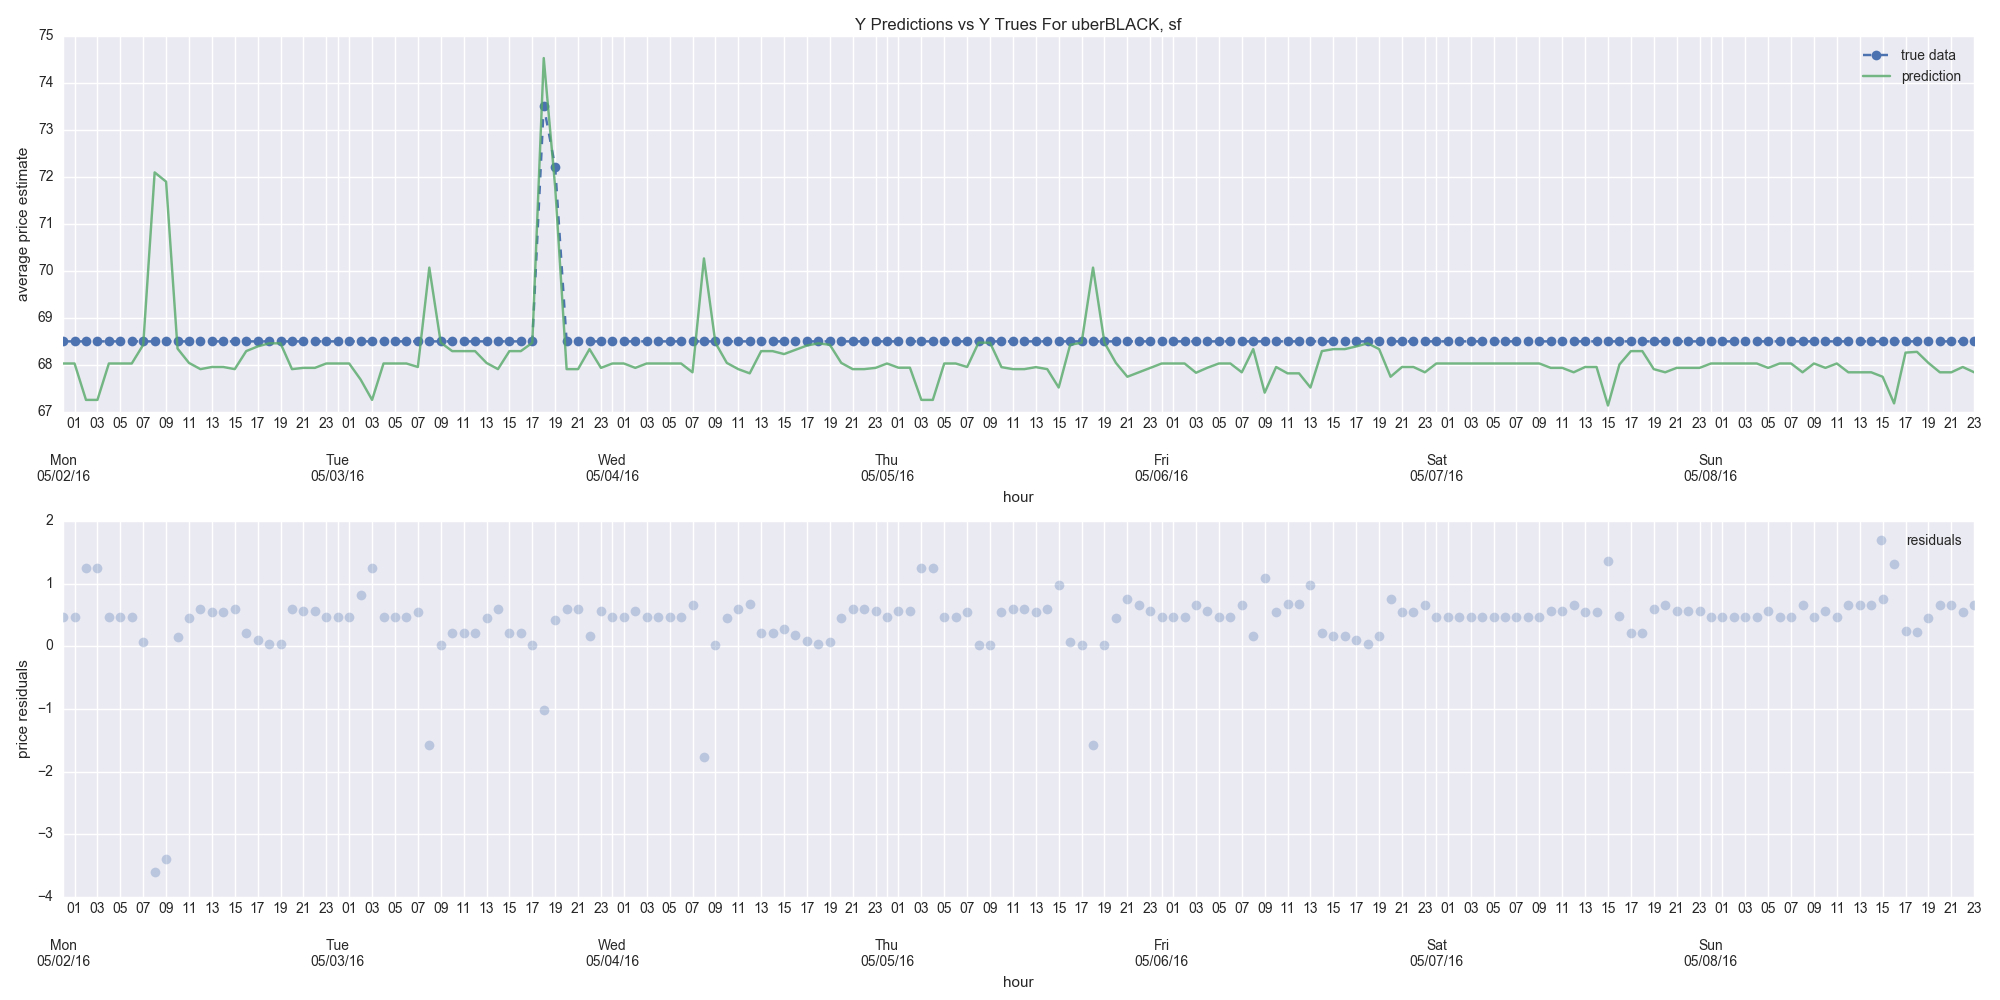 Y Predictions vs Y Trues For uberBLACK, sf
75
74
73
72
71
70
69
68
67
average price estimate
true data
prediction
01 03 05 07 09 11 13 15 17 19 21 23 01 03 05 07 09 11 13 15 17 19 21 23 01 03 05 07 09 11 13 15 17 19 21 23 01 03 05 07 09 11 13 15 17 19 21 23 01 03 05 07 09 11 13 15 17 19 21 23 01 03 05 07 09 11 13 15 17 19 21 23 01 03 05 07 09 11 13 15 17 19 21 23
Mon Tue Wed Thu Fri Sat Sun
05/02/16 05/03/16 05/04/16 05/05/16 05/06/16 05/07/16 05/08/16
hour
2
1
0
−1
−2
−3
−4
price residuals
residuals
01 03 05 07 09 11 13 15 17 19 21 23 01 03 05 07 09 11 13 15 17 19 21 23 01 03 05 07 09 11 13 15 17 19 21 23 01 03 05 07 09 11 13 15 17 19 21 23 01 03 05 07 09 11 13 15 17 19 21 23 01 03 05 07 09 11 13 15 17 19 21 23 01 03 05 07 09 11 13 15 17 19 21 23
Mon Tue Wed Thu Fri Sat Sun
05/02/16 05/03/16 05/04/16 05/05/16 05/06/16 05/07/16 05/08/16
hour